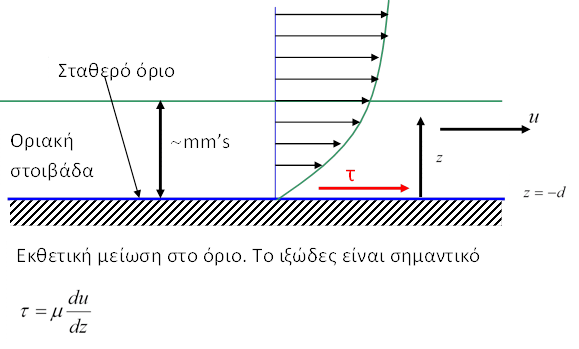 Σταθερό όριο
Οριακή
στοιβάδα
~mm's
u
z
τ
z = -d
Εκθετική μείωση στο όριο. Το ιξώδες είναι σημαντικό
τ = μ du/dz